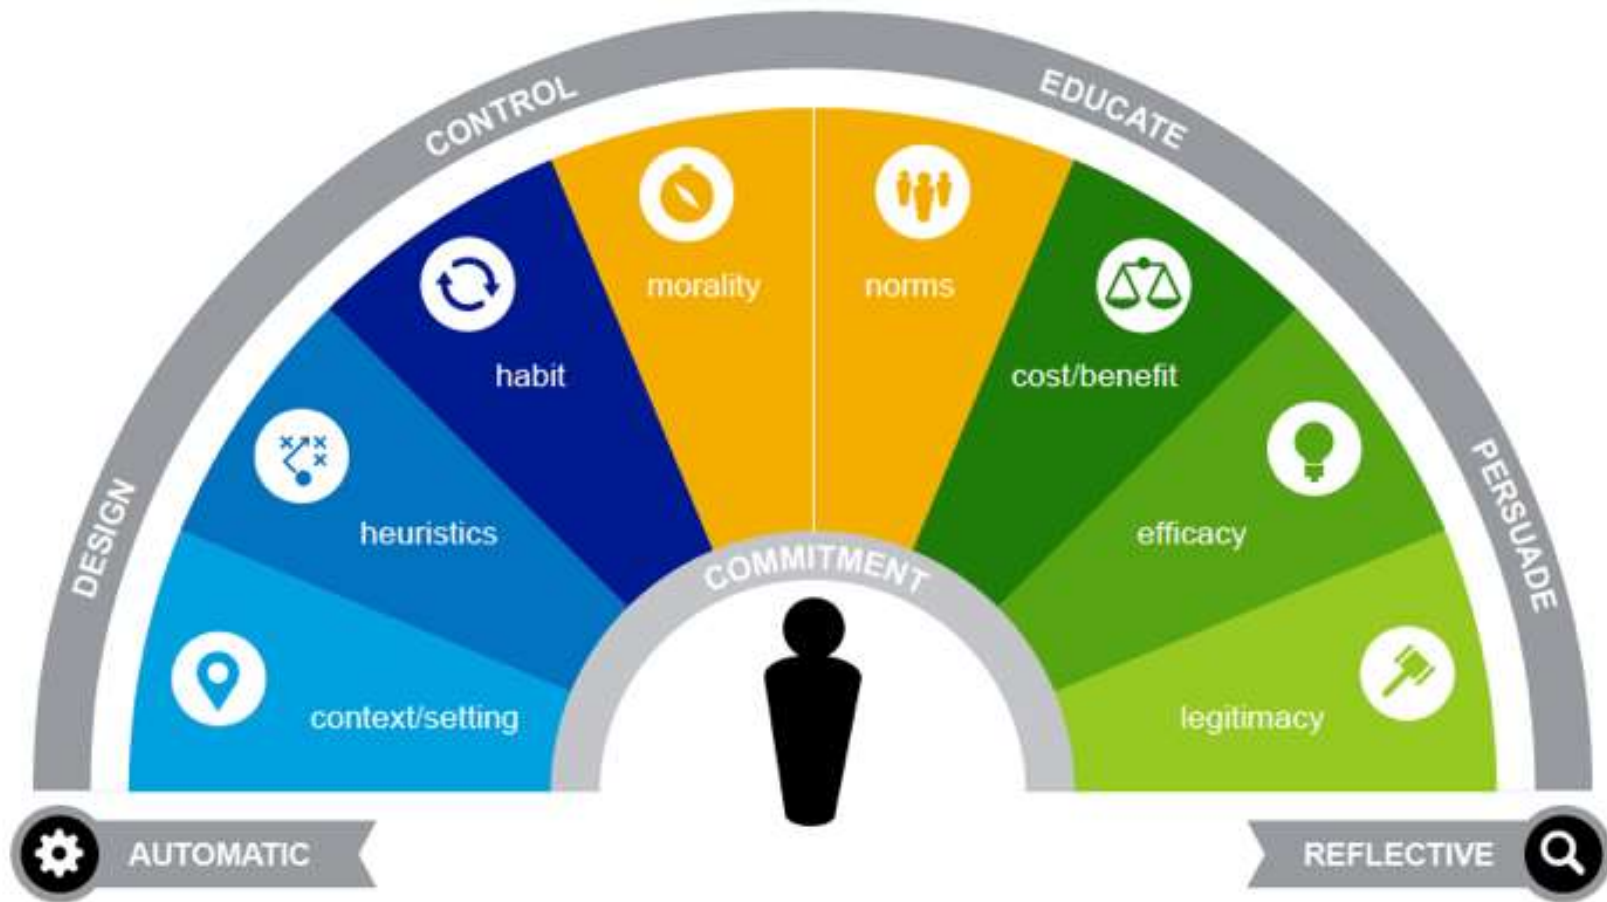 CONTROL
EDUCATE
DESIGN
PERSUADE
morality
norms
habit
cost/benefit
heuristics
efficacy
context/setting
legitimacy
COMMITMENT
AUTOMATIC
REFLECTIVE